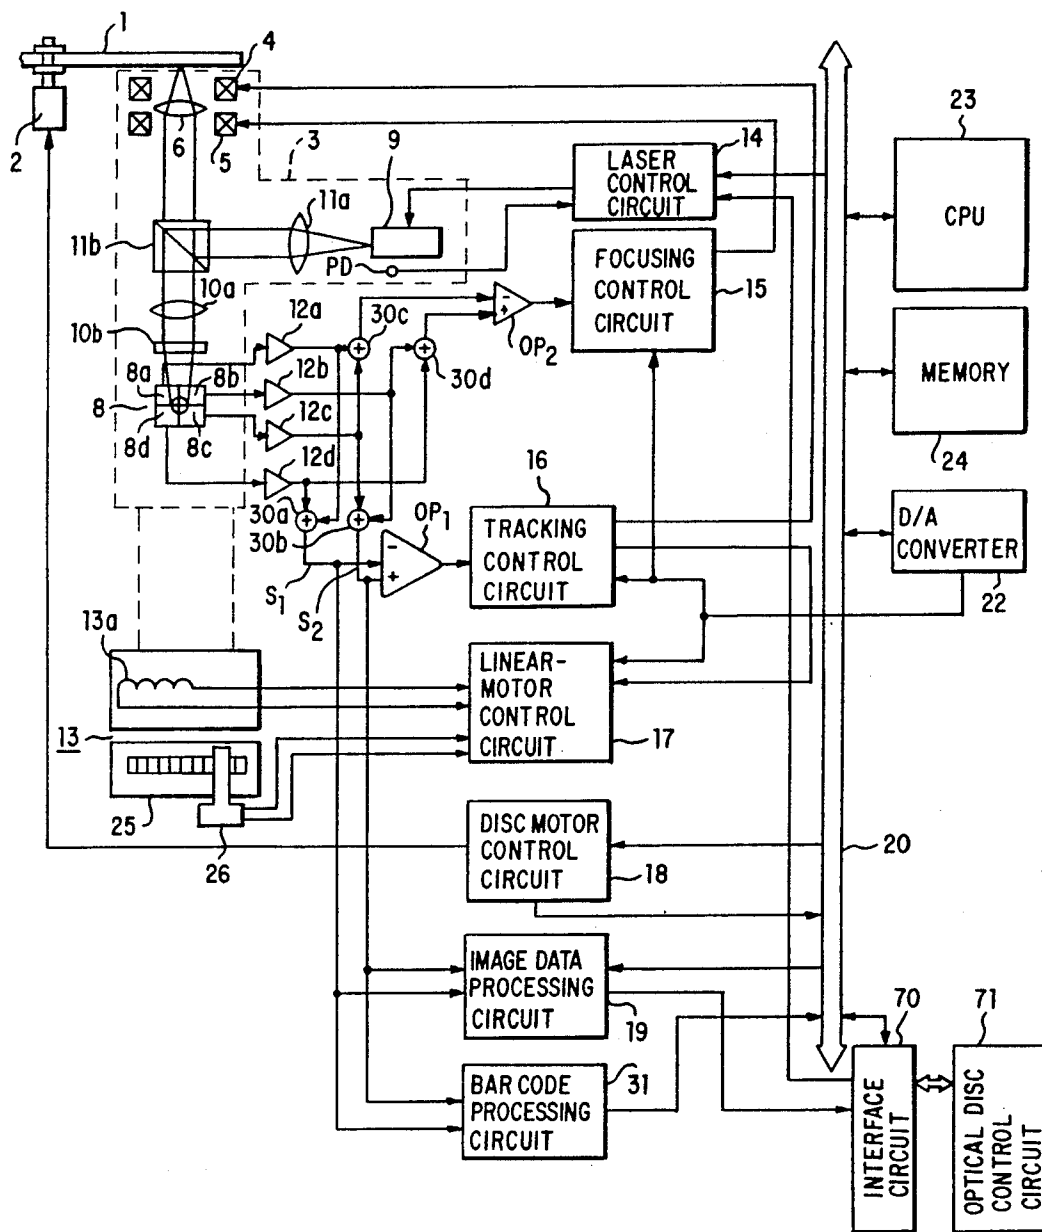 1
4
2
6
5
3
9
14
LASER
CONTROL
CIRCUIT
23
CPU
11a
11b
PD
FOCUSING
CONTROL
CIRCUIT
15
10a
10b
12a
30c
OP2
30d
MEMORY
24
8a
8b
12b
8
12c
8d
8c
12d
30a
30b
OP1
16
TRACKING
CONTROL
CIRCUIT
D/A
CONVERTER
22
S1
S2
13a
LINEAR-
MOTOR
CONTROL
CIRCUIT
17
13
25
26
DISC MOTOR
CONTROL
CIRCUIT
18
20
IMAGE DATA
PROCESSING
CIRCUIT
19
70
71
BAR CODE
PROCESSING
CIRCUIT
31
INTERFACE
CIRCUIT
OPTICAL DISC
CONTROL
CIRCUIT